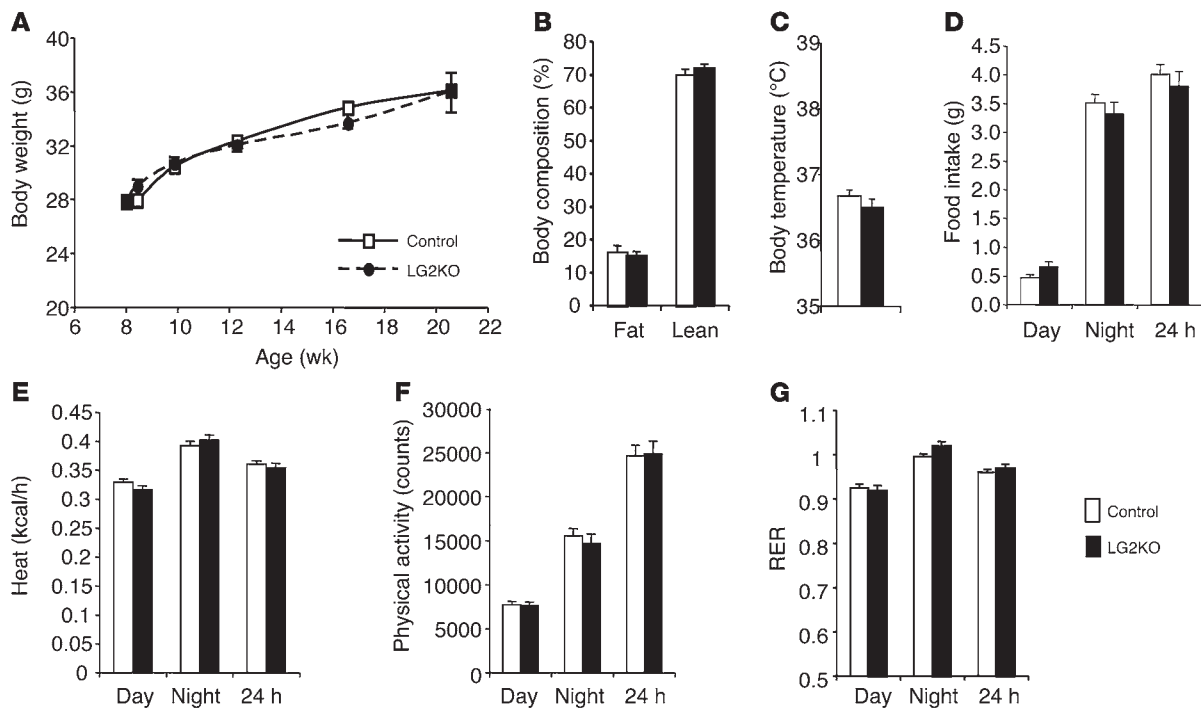 A
Body weight (g)
40
36
32
28
24
20
6 8 10 12 14 16 18 20 22
Age (wk)
Control
LG2KO
B
Body composition (%)
80
70
60
50
40
30
20
10
0
Fat Lean
C
Body temperature (°C)
39
38
37
36
35
D
Food intake (g)
4.5
4.0
3.5
3.0
2.5
2.0
1.5
1.0
0.5
0.0
Day Night 24 h
E
Heat (kcal/h)
0.45
0.4
0.35
0.3
0.25
0.2
0.15
0.1
0.05
0
Day Night 24 h
F
Physical activity (counts)
30000
25000
20000
15000
10000
5000
0
Day Night 24 h
G
RER
1.1
1
0.9
0.8
0.7
0.6
0.5
Day Night 24 h
Control
LG2KO